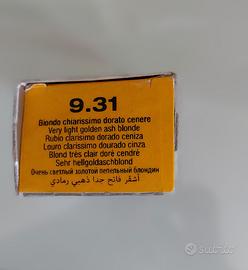 9.31
Biondo chiarissimo dorato cenere
Very light golden ash blonde
Rubio clarisimo dorado ceniza
Louro clarissimo dourado cinza
Blond très clair doré cendré
Sehr hellgoldaschblond
Очень светлый золотой пепельный блондин
أشقر فاتح جدا ذهبي رمادي
subito